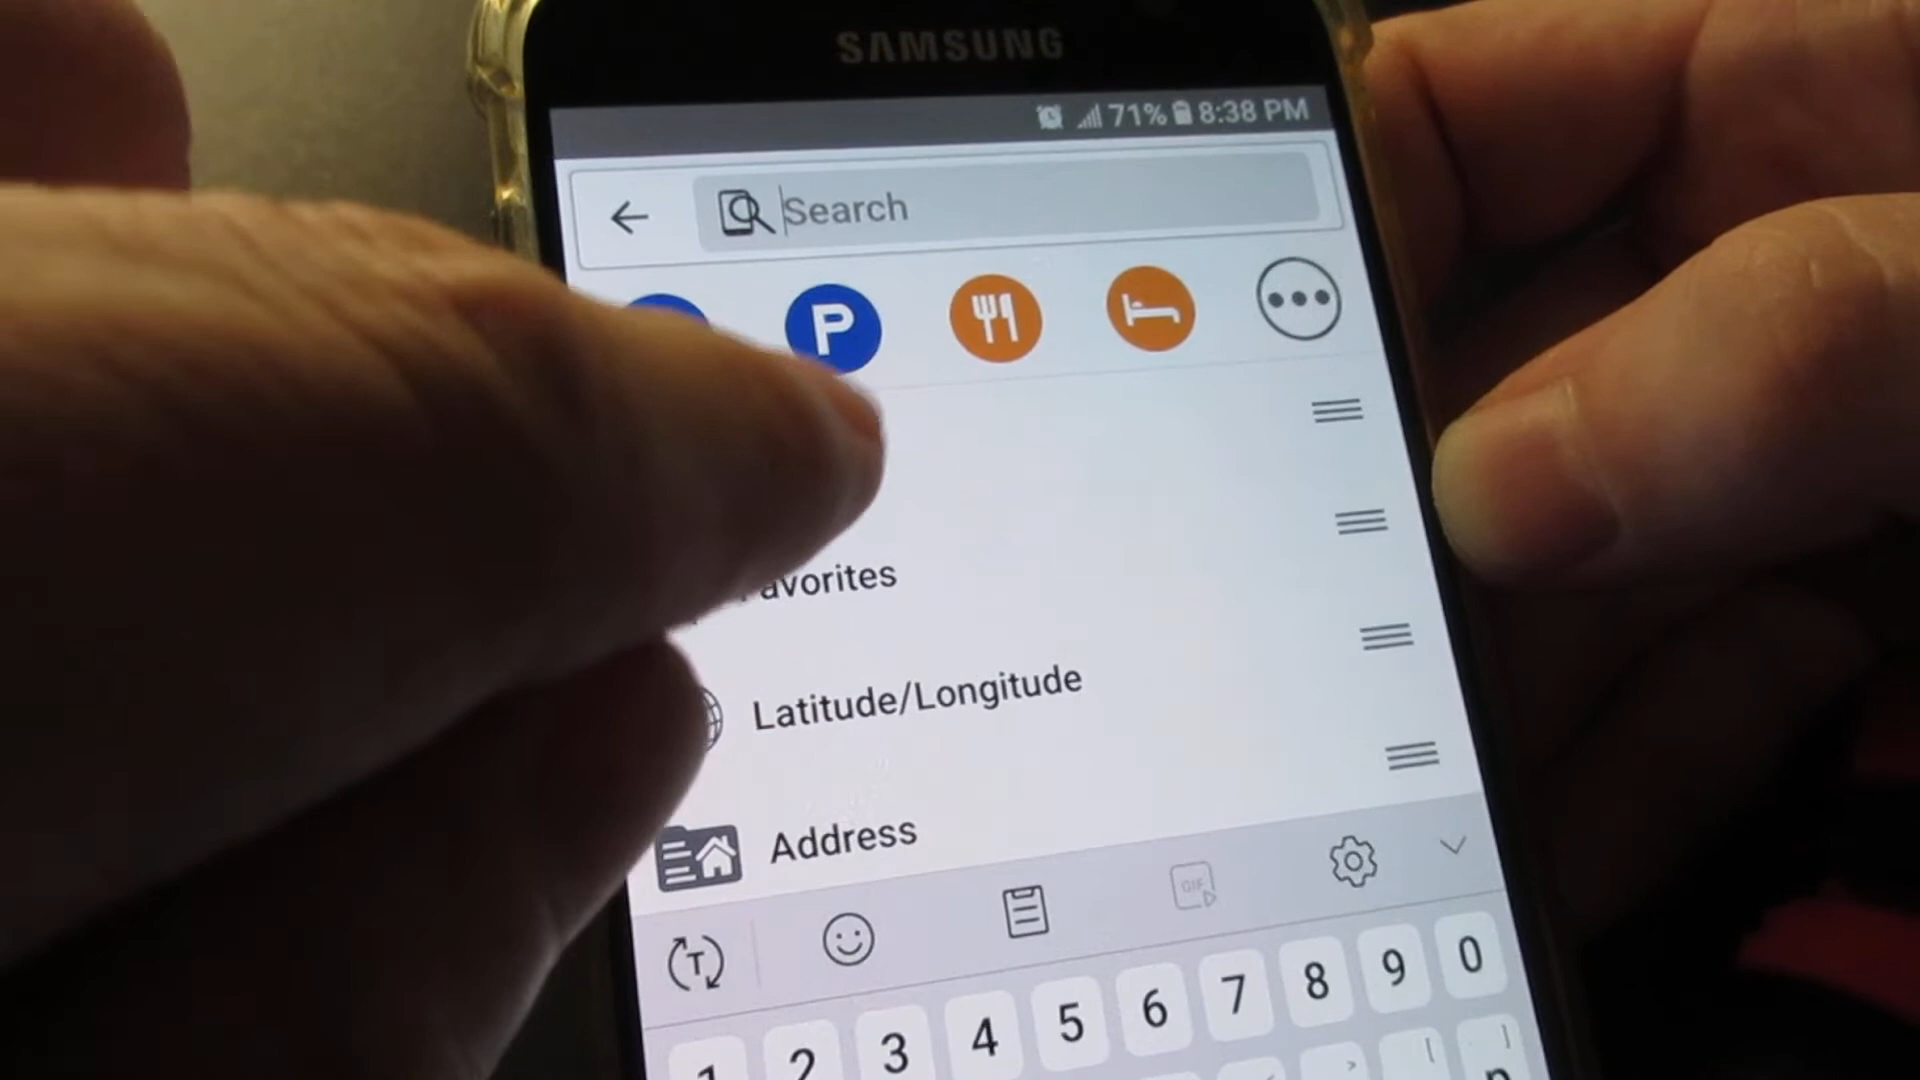 SAMSUNG
71% 8:38 PM
Search
P
avorites
Latitude/Longitude
Address
T
GIF
1 2 3 4 5 6 7 8 9 0